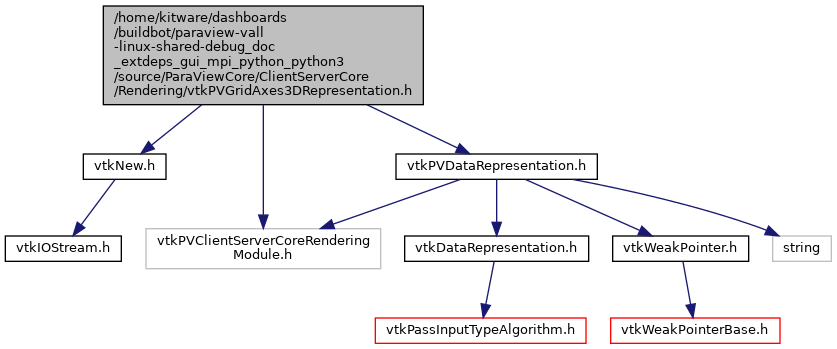 /home/kitware/dashboards
/buildbot/paraview-vall
-linux-shared-debug_doc
_extdeps_gui_mpi_python_python3
/source/ParaViewCore/ClientServerCore
/Rendering/vtkPVGridAxes3DRepresentation.h
vtkNew.h
vtkPVDataRepresentation.h
vtkIOStream.h
vtkPVClientServerCoreRendering
Module.h
vtkDataRepresentation.h
vtkWeakPointer.h
string
vtkPassInputTypeAlgorithm.h
vtkWeakPointerBase.h